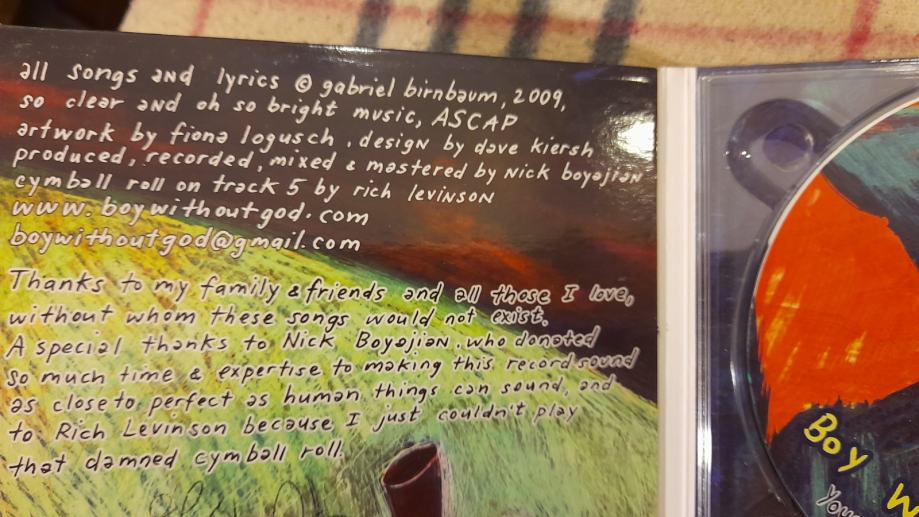 all songs and lyrics © gabriel birnbaum, 2009,
so clear and oh so bright music, ASCAP
artwork by fiona logusch, design by dave kiersh
produced, recorded, mixed & mastered by Nick boyajian
cymball roll on track 5 by rich levinson
www.boywithoutgod.com
boywithoutgod@gmail.com
Thanks to my family & friends and all those I love,
without whom these songs would not exist.
A special thanks to Nick Boyajian, who donated
so much time & expertise to making this record sound
as close to perfect as human things can sound, and
to Rich Levinson because I just couldn't play
that damned cymball roll.
Boy W
You